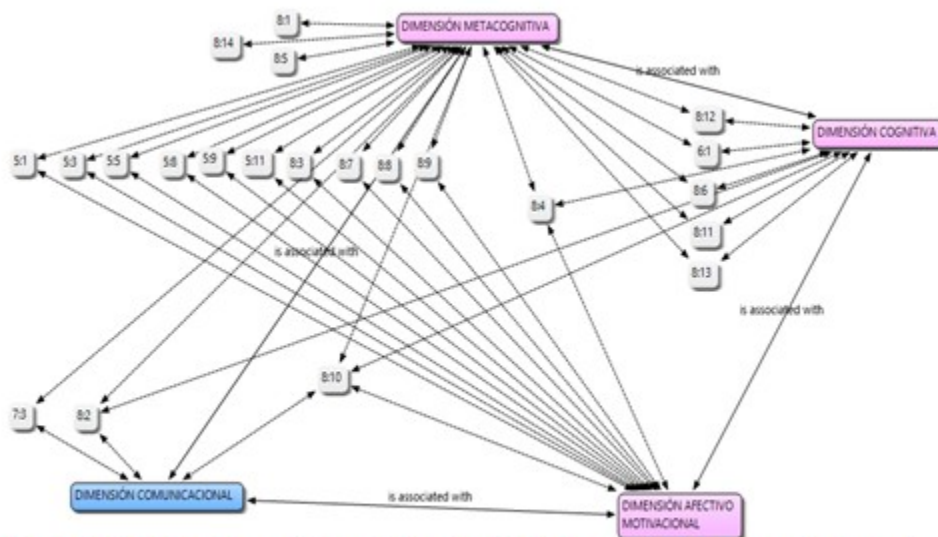 8:1
DIMENSIÓN METACOGNITIVA
8:14
8:5
is associated with
8:12
DIMENSIÓN COGNITIVA
5:1
5:3
5:5
5:8
5:9
5:11
8:3
8:7
8:8
8:9
6:1
8:6
8:4
8:11
is associated with
8:13
is associated with
8:10
7:3
8:2
DIMENSIÓN COMUNICACIONAL
is associated with
DIMENSIÓN AFECTIVO
MOTIVACIONAL